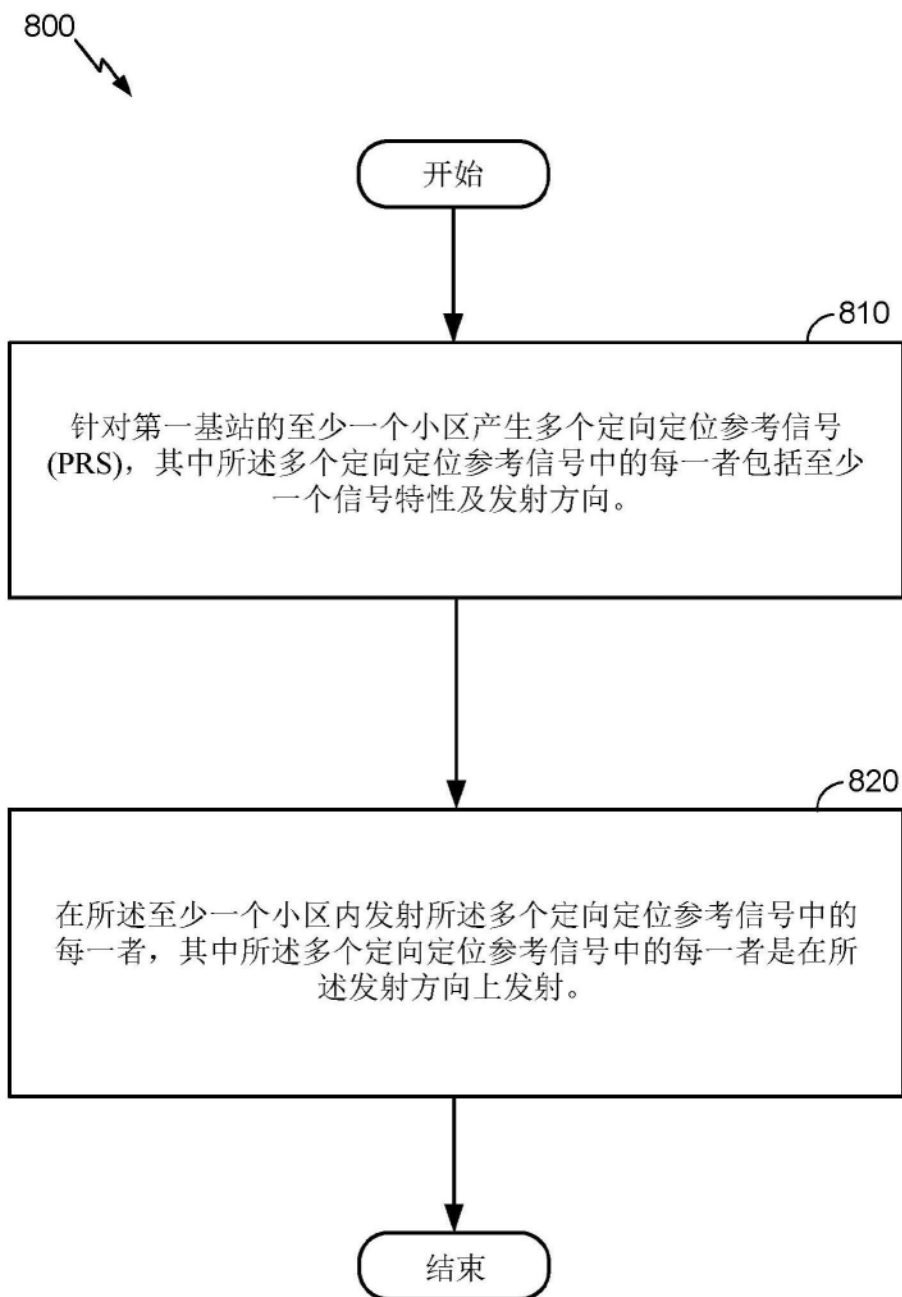 800
开始
810
针对第一基站的至少一个小区产生多个定向定位参考信号
(PRS)，其中所述多个定向定位参考信号中的每一者包括至少
一个信号特性及发射方向。
820
在所述至少一个小区内发射所述多个定向定位参考信号中的
每一者，其中所述多个定向定位参考信号中的每一者是在所
述发射方向上发射。
结束